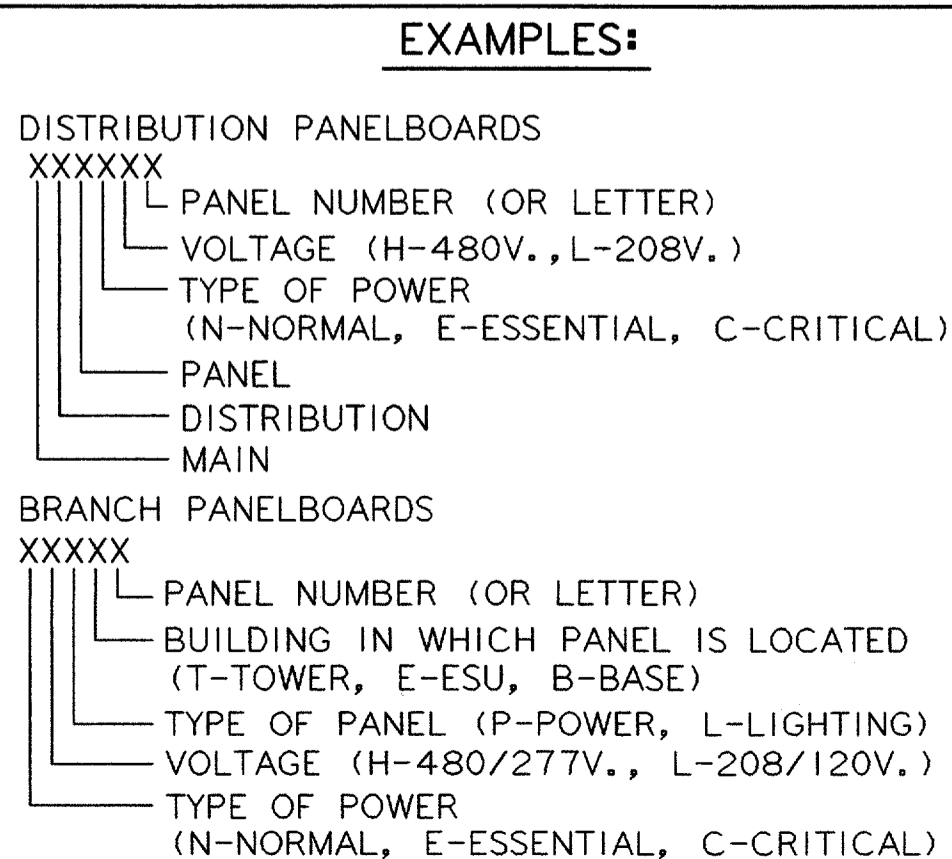 EXAMPLES:
DISTRIBUTION PANELBOARDS
XXXXXX
PANEL NUMBER (OR LETTER)
VOLTAGE (H-480V.,L-208V.)
TYPE OF POWER
(N-NORMAL, E-ESSENTIAL, C-CRITICAL)
PANEL
DISTRIBUTION
MAIN
BRANCH PANELBOARDS
XXXXX
PANEL NUMBER (OR LETTER)
BUILDING IN WHICH PANEL IS LOCATED
(T-TOWER, E-ESU, B-BASE)
TYPE OF PANEL (P-POWER, L-LIGHTING)
VOLTAGE (H-480/277V., L-208/120V.)
TYPE OF POWER
(N-NORMAL, E-ESSENTIAL, C-CRITICAL)